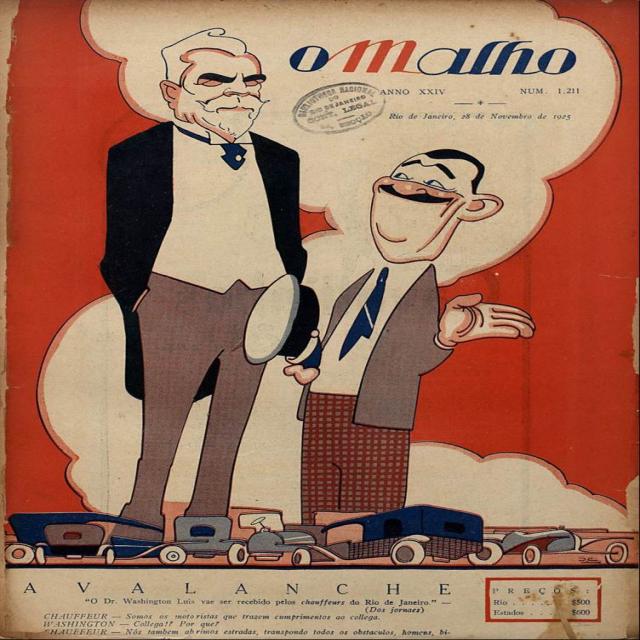 O Malho
ANNO XXIV NUM. 1.211
Rio de Janeiro, 28 de Novembro de 1925
BIBLIOTHECA NACIONAL
RIO DE JANEIRO
CONT. LEGAL
AVALANCHE
"O Dr. Washington Luis vae ser recebido pelos chauffeurs do Rio de Janeiro." —
(Dos jornaes)
CHAUFFEUR — Somos os motoristas que trazem cumprimentos ao collega.
WASHINGTON — Collega?! Por que?
CHAUFFEUR — Nós tambem abrimos estradas, transpondo todos os obstaculos, homens, bi-
PREÇOS:
Rio . . . . . $500
Estados . . . $600